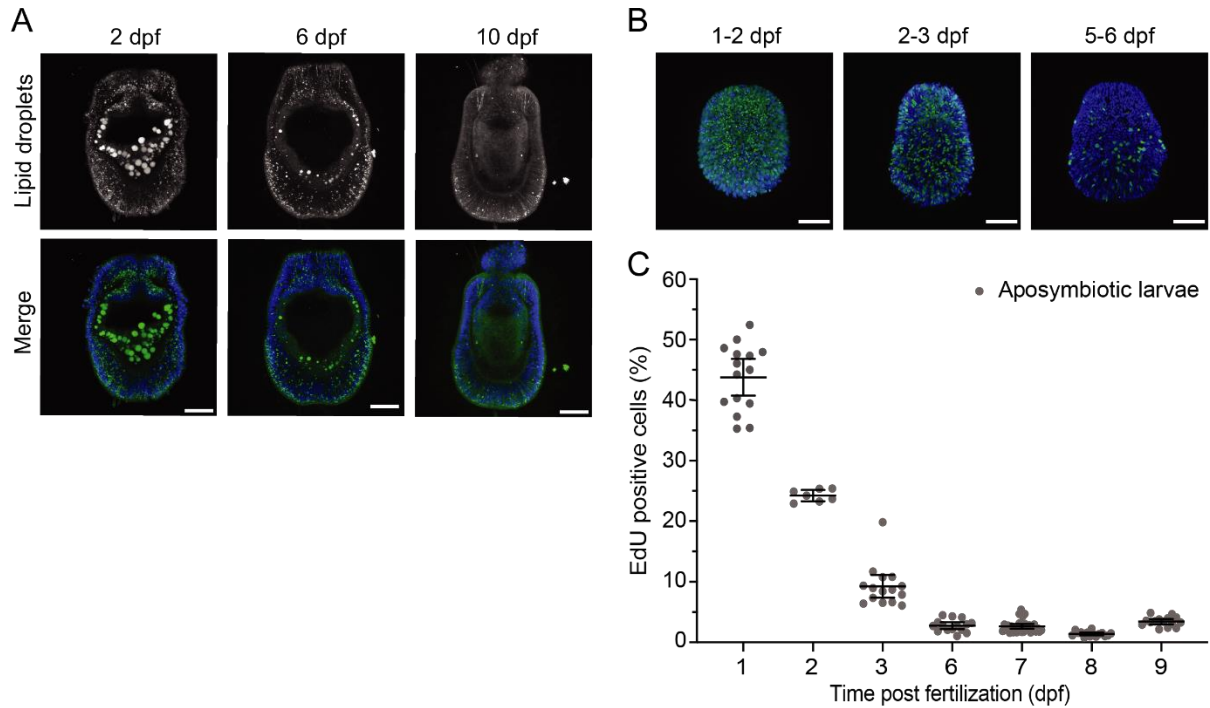 A
2 dpf 6 dpf 10 dpf
Lipid droplets
Merge
B
1-2 dpf 2-3 dpf 5-6 dpf
C
60
50
40
30
20
10
0
EdU positive cells (%)
Aposymbiotic larvae
1 2 3 6 7 8 9
Time post fertilization (dpf)